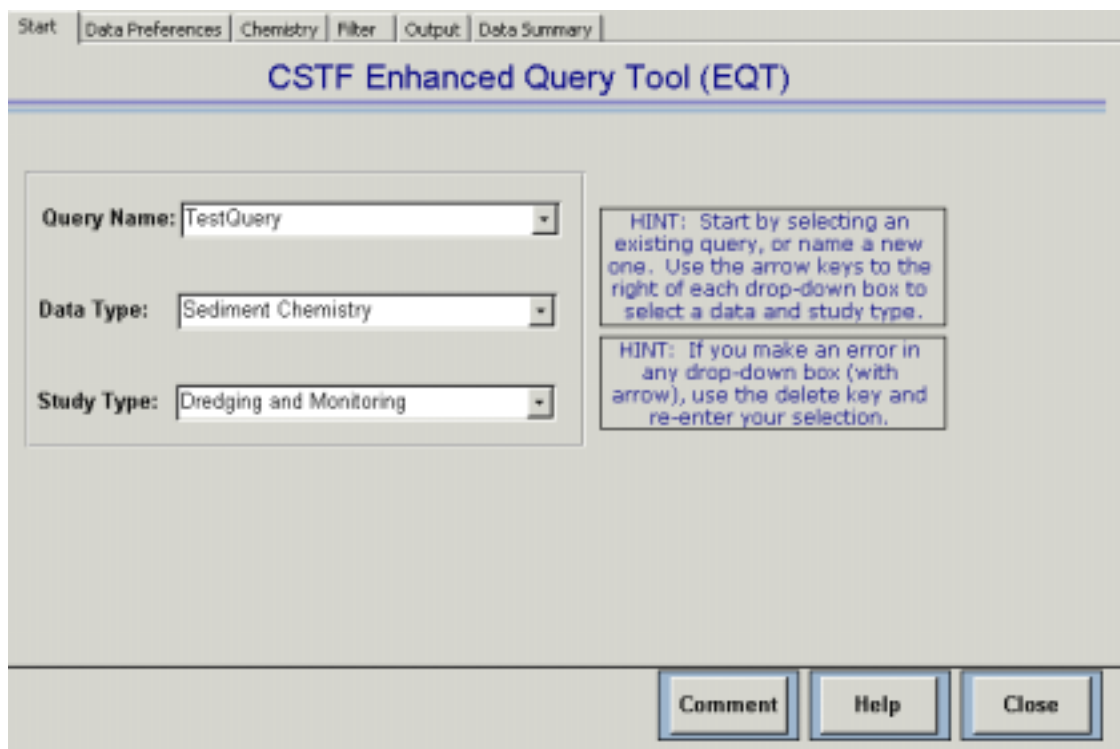 Start Data Preferences Chemistry Filter Output Data Summary
CSTF Enhanced Query Tool (EQT)
Query Name: TestQuery
Data Type: Sediment Chemistry
Study Type: Dredging and Monitoring
HINT: Start by selecting an
existing query, or name a new
one. Use the arrow keys to the
right of each drop-down box to
select a data and study type.
HINT: If you make an error in
any drop-down box (with
arrow), use the delete key and
re-enter your selection.
Comment Help Close